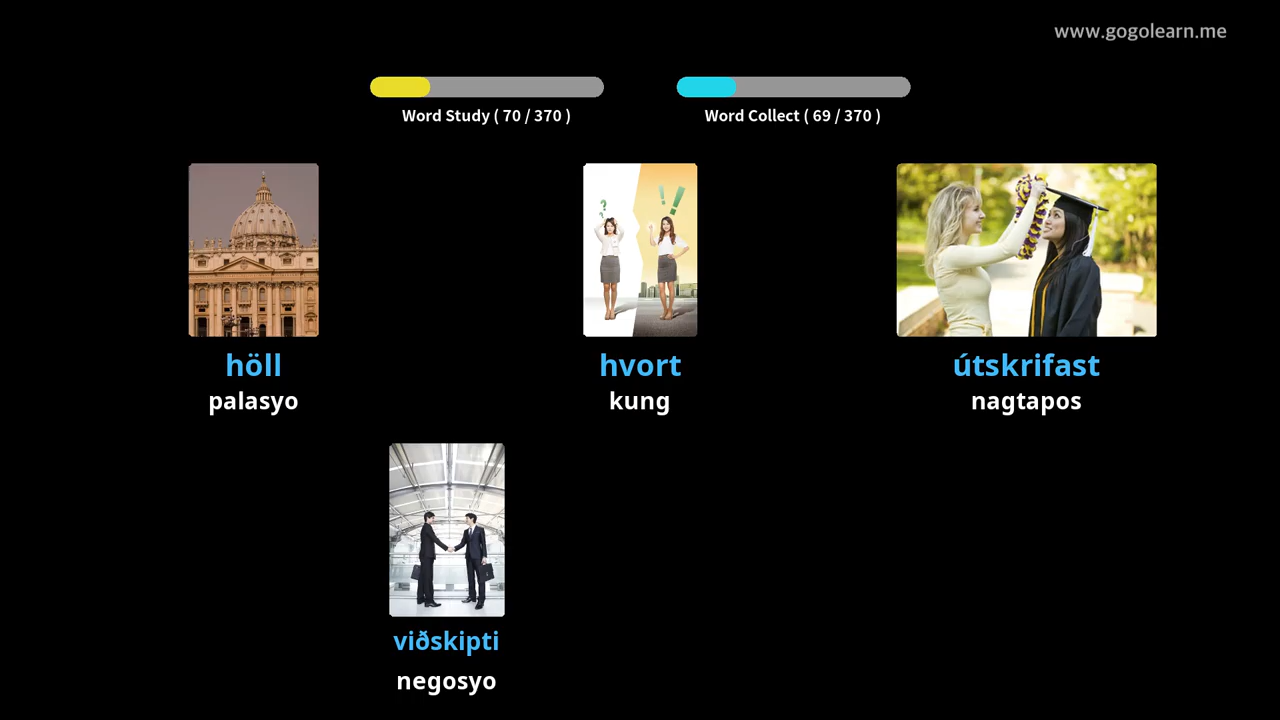 www.gogolearn.me
Word Study ( 70 / 370 )
Word Collect ( 69 / 370 )
höll
hvort
útskrifast
palasyo
kung
nagtapos
viðskipti
negosyo